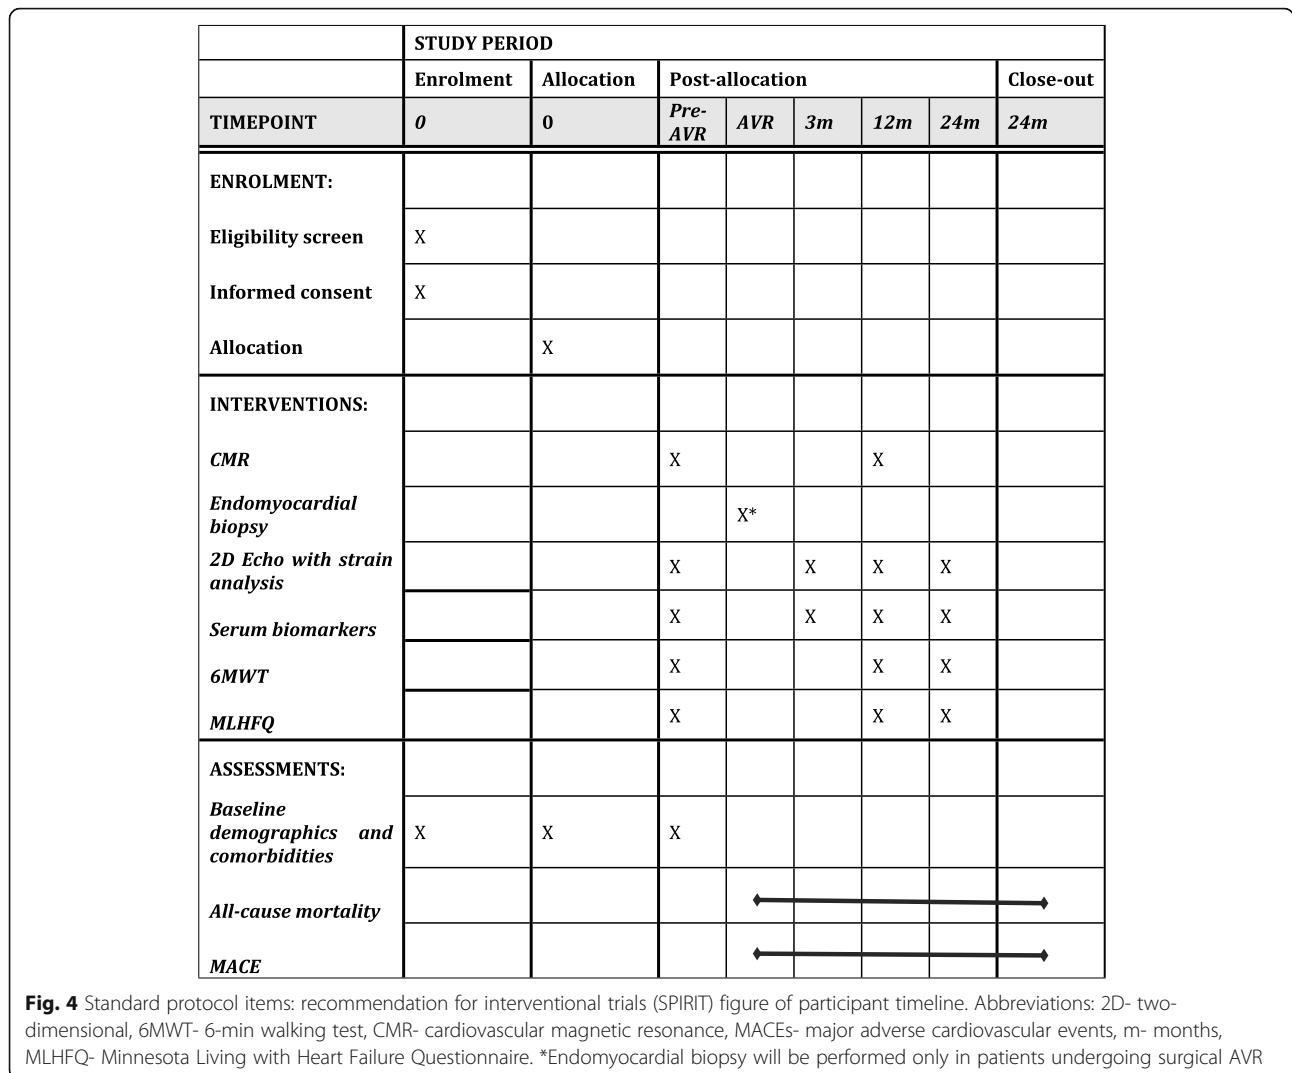 STUDY PERIOD
Enrolment Allocation Post-allocation Close-out
TIMEPOINT 0 0 Pre-AVR AVR 3m 12m 24m 24m
ENROLMENT:
Eligibility screen X
Informed consent X
Allocation X
INTERVENTIONS:
CMR X X
Endomyocardial
biopsy X*
2D Echo with strain
analysis X X X X
Serum biomarkers X X X X
6MWT X X X
MLHFQ X X X
ASSESSMENTS:
Baseline
demographics and
comorbidities X X X
All-cause mortality
MACE
Fig. 4 Standard protocol items: recommendation for interventional trials (SPIRIT) figure of participant timeline. Abbreviations: 2D- two-
dimensional, 6MWT- 6-min walking test, CMR- cardiovascular magnetic resonance, MACEs- major adverse cardiovascular events, m- months,
MLHFQ- Minnesota Living with Heart Failure Questionnaire. *Endomyocardial biopsy will be performed only in patients undergoing surgical AVR